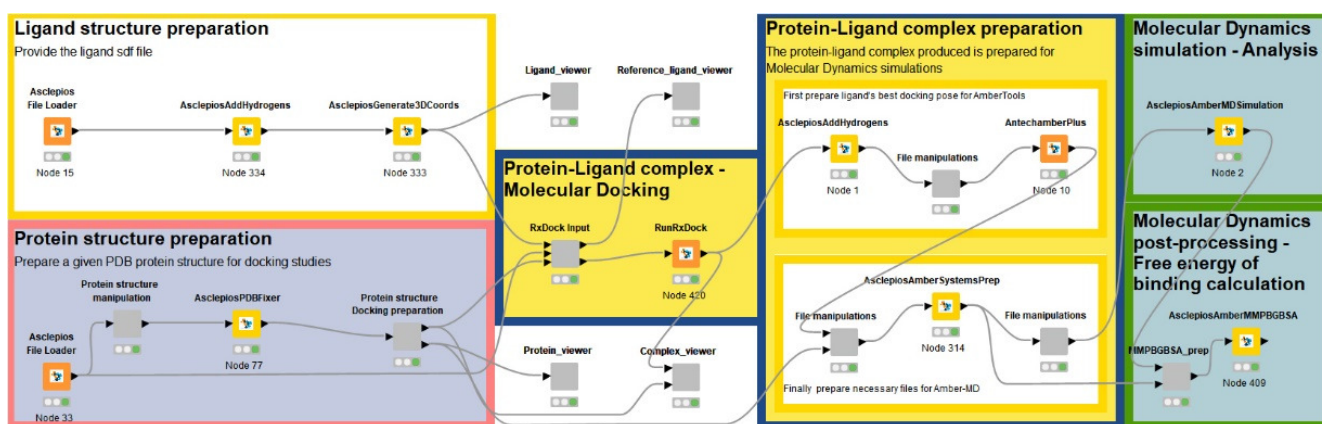 Ligand structure preparation
Provide the ligand sdf file
Asclepios
File Loader
Node 15
AsclepiosAddHydrogens
Node 334
AsclepiosGenerate3DCoords
Node 333
Ligand_viewer
Reference_ligand_viewer
Protein structure preparation
Prepare a given PDB protein structure for docking studies
Protein structure
manipulation
AsclepiosPDBFixer
Node 77
Protein structure
Docking preparation
Asclepios
File Loader
Node 33
Protein-Ligand complex -
Molecular Docking
RxDock Input
RunRxDock
Node 420
Protein_viewer
Complex_viewer
Protein-Ligand complex preparation
The protein-ligand complex produced is prepared for
Molecular Dynamics simulations
First prepare ligand's best docking pose for AmberTools
AsclepiosAddHydrogens
Node 1
File manipulations
AntechamberPlus
Node 10
AsclepiosAmberSystemsPrep
File manipulations
Node 314
File manipulations
Finally prepare necessary files for Amber-MD
Molecular Dynamics
simulation - Analysis
AsclepiosAmberMDSimulation
Node 2
Molecular Dynamics
post-processing -
Free energy of
binding calculation
AsclepiosAmberMMPBGBSA
MMPBGBSA_prep
Node 409